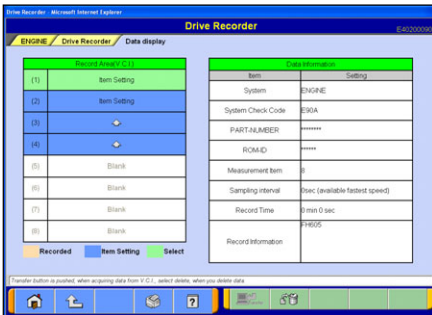 Drive Recorder - Microsoft Internet Explorer
Drive Recorder
E40200090
ENGINE Drive Recorder Data display
Record Area(V.C.I.)
(1) Item Setting
(2) Item Setting
(3)
(4)
(5) Blank
(6) Blank
(7) Blank
(8) Blank
Recorded Item Setting Select
Data Information
Item Setting
System ENGINE
System Check Code E90A
PART-NUMBER ********
ROM-ID *****
Measurement Item 8
Sampling interval 0sec (available fastest speed)
Record Time 0 min 0 sec
Record Information FH605
Transfer button is pushed, when acquiring data from V.C.I., select delete, when you delete data
?